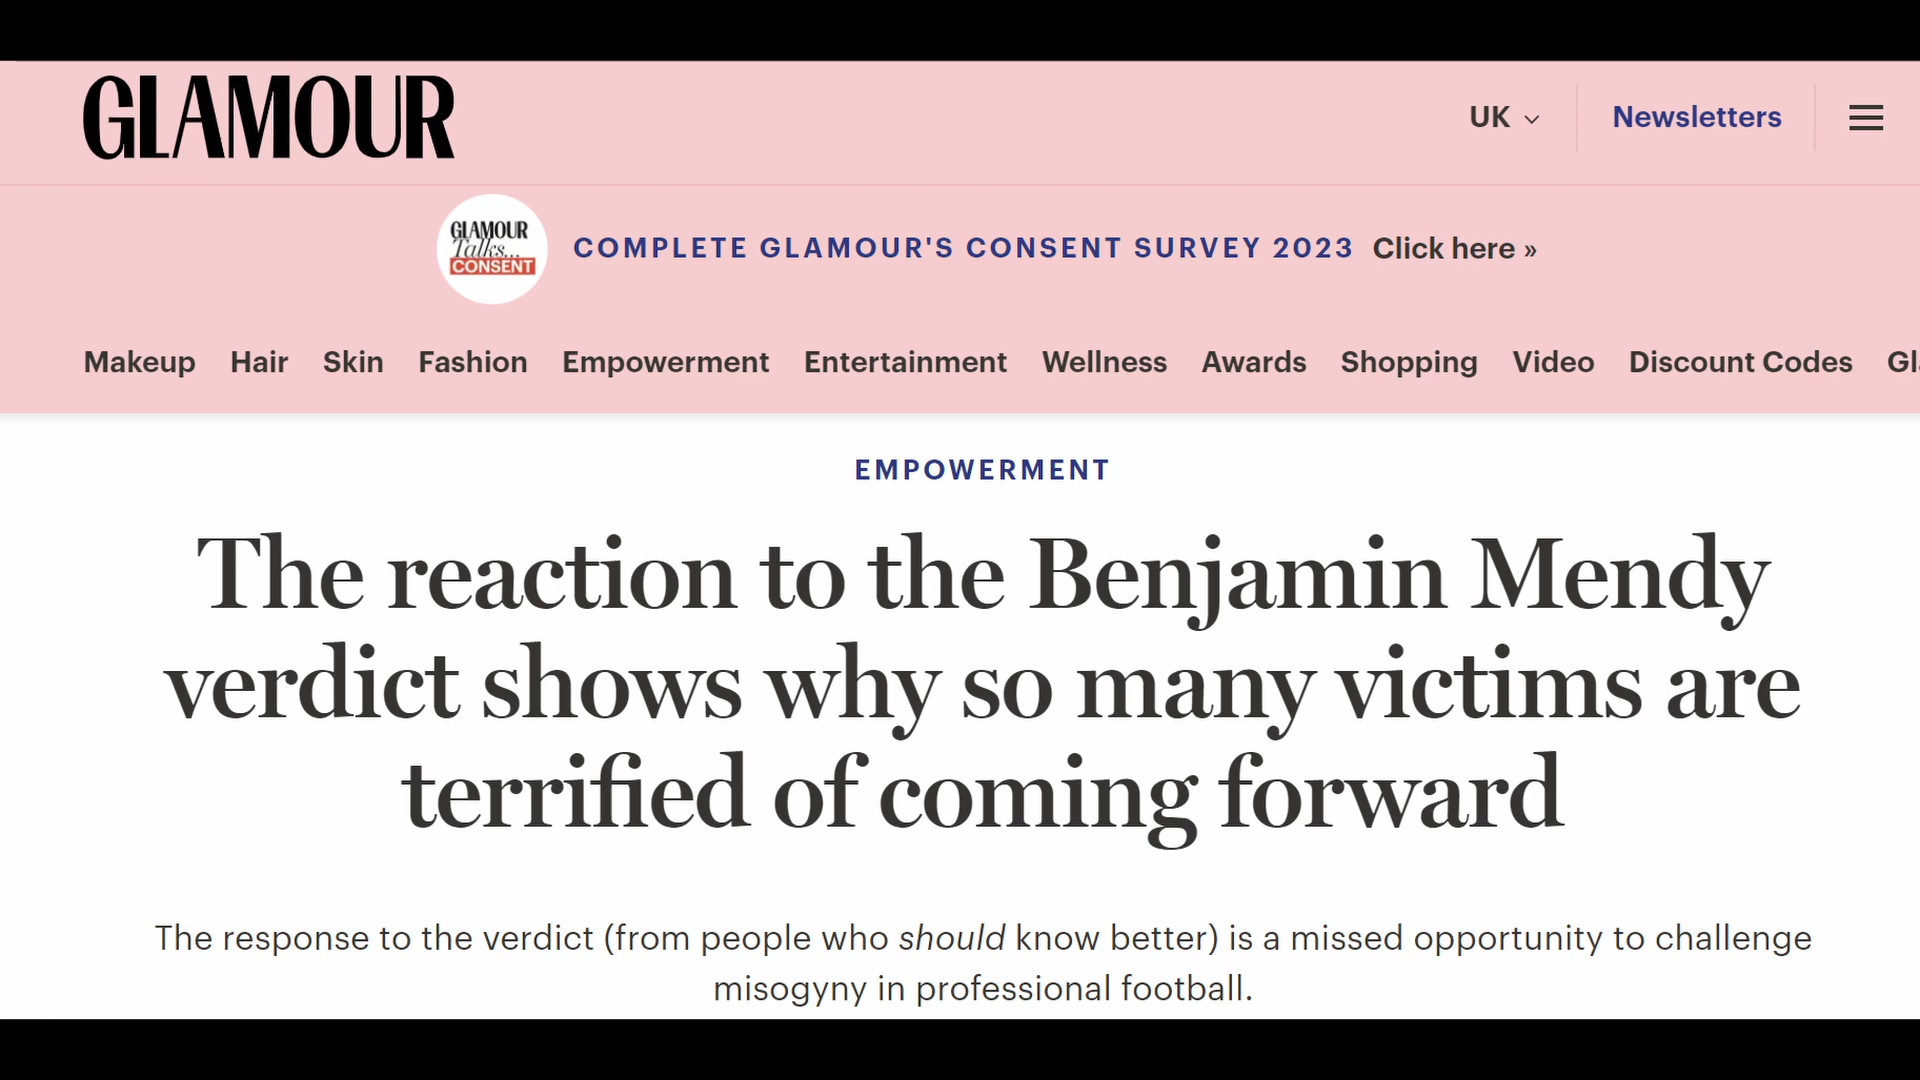 GLAMOUR
UK
Newsletters
GLAMOUR
Talks...
CONSENT
COMPLETE GLAMOUR'S CONSENT SURVEY 2023 Click here »
Makeup Hair Skin Fashion Empowerment Entertainment Wellness Awards Shopping Video Discount Codes Gl
EMPOWERMENT
The reaction to the Benjamin Mendy
verdict shows why so many victims are
terrified of coming forward
The response to the verdict (from people who should know better) is a missed opportunity to challenge
misogyny in professional football.